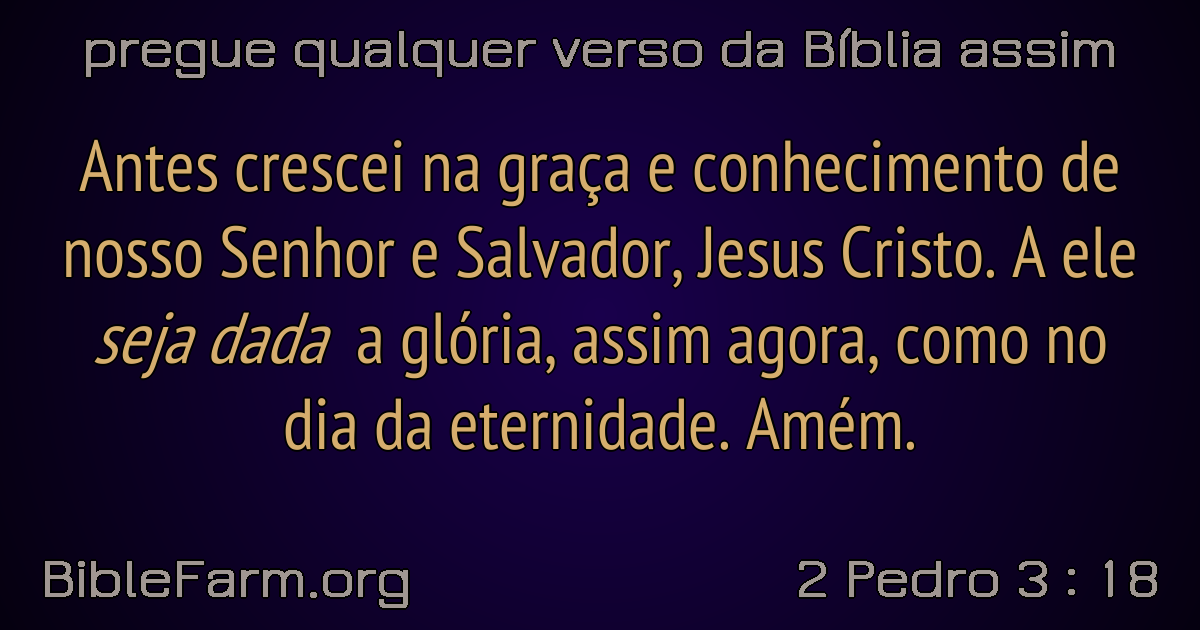 pregue qualquer verso da Bíblia assim
Antes crescei na graça e conhecimento de
nosso Senhor e Salvador, Jesus Cristo. A ele
seja dada a glória, assim agora, como no
dia da eternidade. Amém.
BibleFarm.org
2 Pedro 3 : 18